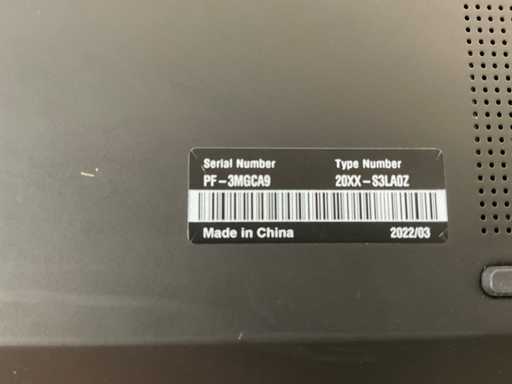 Serial Number Type Number
PF-3MGCA9 20XX-S3LA0Z
Made in China 2022/03